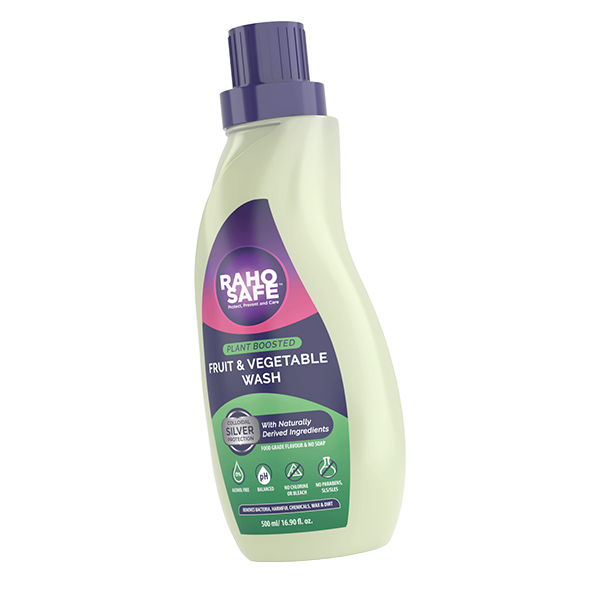 RAHO
SAFE™
Protect, Prevent and Care
PLANT BOOSTED
FRUIT & VEGETABLE
WASH
COLLOIDAL
SILVER
PROTECTION
With Naturally
Derived Ingredients
FOOD GRADE FLAVOUR & NO SOAP
0%
pH
ALCOHOL FREE
BALANCED
NO CHLORINE
OR BLEACH
NO PARABENS,
SLS/SLES
REMOVES BACTERIA, HARMFUL, CHEMICALS, WAX & DIRT
500 ml/ 16.90 fl. oz.